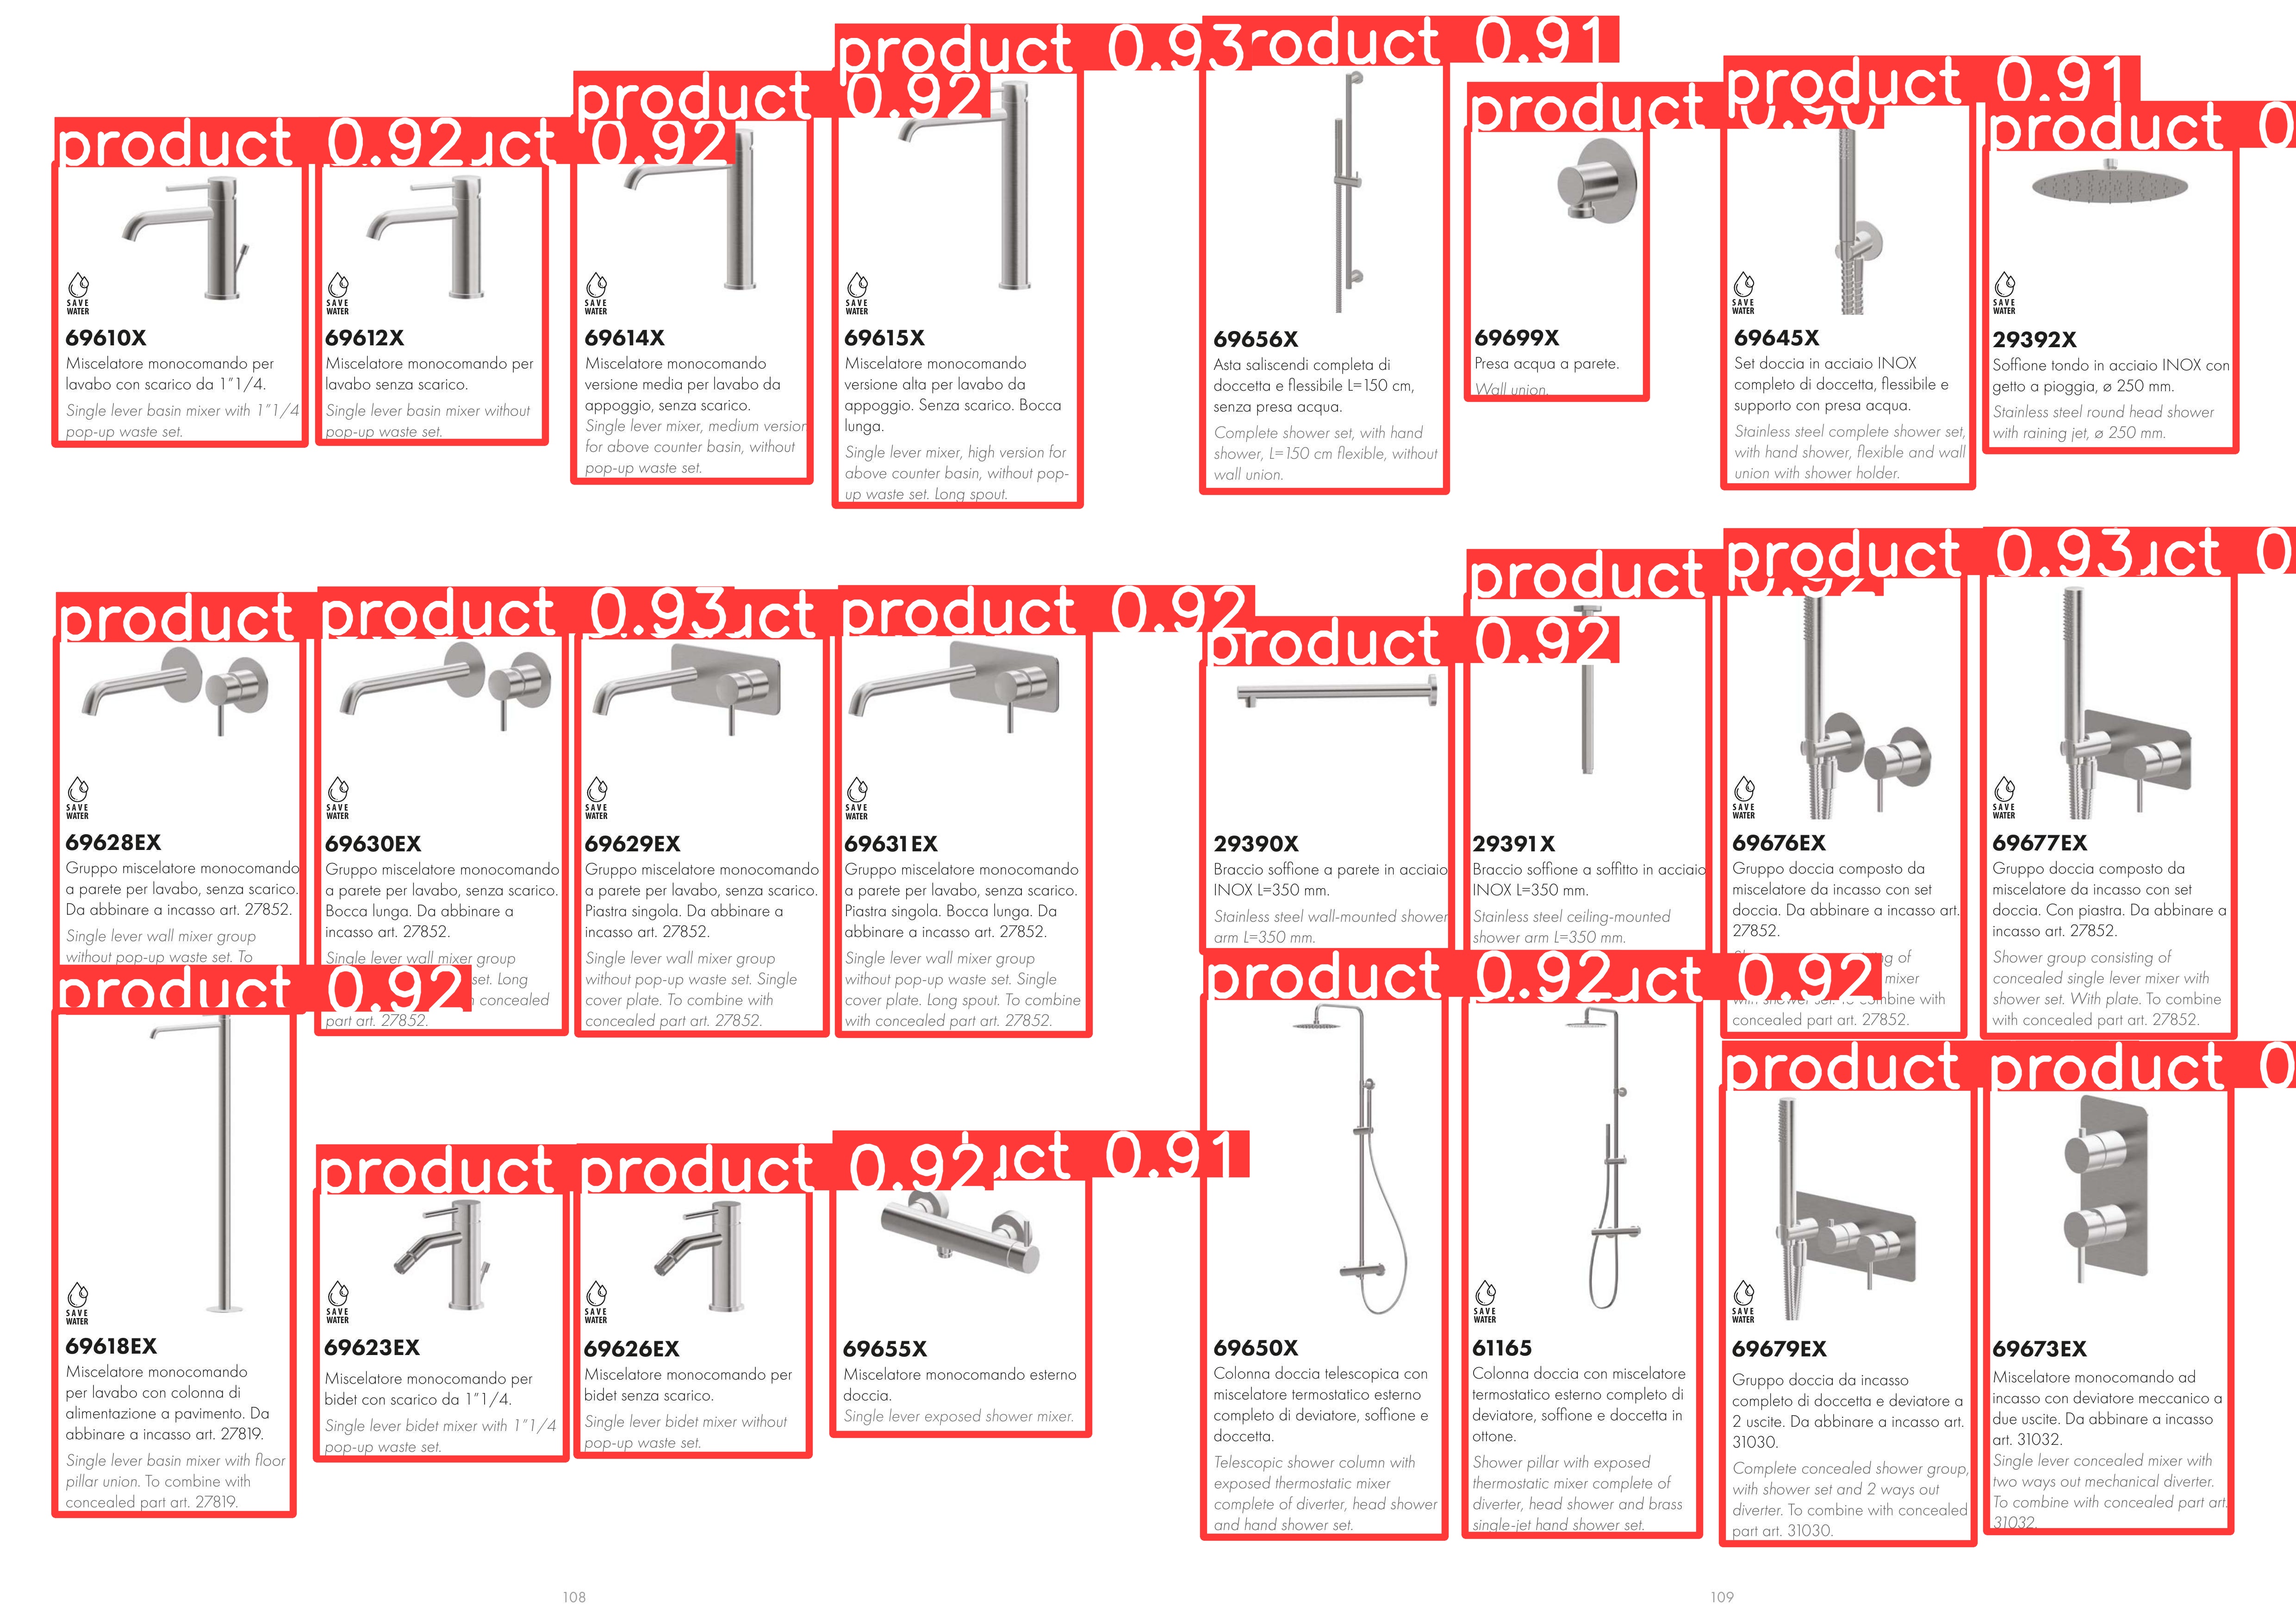 product 0.92
uct 0.92
product 0.92
product 0.93
roduct 0.91
product 0.90
product 0.91
product 0
SAVE
WATER
69610X
Miscelatore monocomando per
lavabo con scarico da 1”1/4.
Single lever basin mixer with 1”1/4
pop-up waste set.
SAVE
WATER
69612X
Miscelatore monocomando per
lavabo senza scarico.
Single lever basin mixer without
pop-up waste set.
SAVE
WATER
69614X
Miscelatore monocomando
versione media per lavabo da
appoggio, senza scarico.
Single lever mixer, medium version
for above counter basin, without
pop-up waste set.
SAVE
WATER
69615X
Miscelatore monocomando
versione alta per lavabo da
appoggio. Senza scarico. Bocca
lunga.
Single lever mixer, high version for
above counter basin, without pop-
up waste set. Long spout.
69656X
Asta saliscendi completa di
doccetta e flessibile L=150 cm,
senza presa acqua.
Complete shower set, with hand
shower, L=150 cm flexible, without
wall union.
69699X
Presa acqua a parete.
Wall union.
SAVE
WATER
69645X
Set doccia in acciaio INOX
completo di doccetta, flessibile e
supporto con presa acqua.
Stainless steel complete shower set,
with hand shower, flexible and wall
union with shower holder.
SAVE
WATER
29392X
Soffione tondo in acciaio INOX con
getto a pioggia, ø 250 mm.
Stainless steel round head shower
with raining jet, ø 250 mm.
product
product 0.93
uct
product 0.92
product 0.92
product 0.92
product 0.93
uct 0
SAVE
WATER
69628EX
Gruppo miscelatore monocomando
a parete per lavabo, senza scarico.
Da abbinare a incasso art. 27852.
Single lever wall mixer group
without pop-up waste set. To
SAVE
WATER
69630EX
Gruppo miscelatore monocomando
a parete per lavabo, senza scarico.
Bocca lunga. Da abbinare a
incasso art. 27852.
Single lever wall mixer group
set. Long
concealed
part art. 27852.
SAVE
WATER
69629EX
Gruppo miscelatore monocomando
a parete per lavabo, senza scarico.
Piastra singola. Da abbinare a
incasso art. 27852.
Single lever wall mixer group
without pop-up waste set. Single
cover plate. To combine with
concealed part art. 27852.
SAVE
WATER
69631EX
Gruppo miscelatore monocomando
a parete per lavabo, senza scarico.
Piastra singola. Bocca lunga. Da
abbinare a incasso art. 27852.
Single lever wall mixer group
without pop-up waste set. Single
cover plate. Long spout. To combine
with concealed part art. 27852.
29390X
Braccio soffione a parete in acciaio
INOX L=350 mm.
Stainless steel wall-mounted shower
arm L=350 mm.
29391X
Braccio soffione a soffitto in acciaio
INOX L=350 mm.
Stainless steel ceiling-mounted
shower arm L=350 mm.
SAVE
WATER
69676EX
Gruppo doccia composto da
miscelatore da incasso con set
doccia. Da abbinare a incasso art.
27852.
of
mixer
with shower set. To combine with
concealed part art. 27852.
SAVE
WATER
69677EX
Gruppo doccia composto da
miscelatore da incasso con set
doccia. Con piastra. Da abbinare a
incasso art. 27852.
Shower group consisting of
concealed single lever mixer with
shower set. With plate. To combine
with concealed part art. 27852.
product 0.92
product
product 0.92
uct 0.91
product 0.92
uct 0.92
product
product 0
SAVE
WATER
69618EX
Miscelatore monocomando
per lavabo con colonna di
alimentazione a pavimento. Da
abbinare a incasso art. 27819.
Single lever basin mixer with floor
pillar union. To combine with
concealed part art. 27819.
SAVE
WATER
69623EX
Miscelatore monocomando per
bidet con scarico da 1”1/4.
Single lever bidet mixer with 1”1/4
pop-up waste set.
SAVE
WATER
69626EX
Miscelatore monocomando per
bidet senza scarico.
Single lever bidet mixer without
pop-up waste set.
69655X
Miscelatore monocomando esterno
doccia.
Single lever exposed shower mixer.
69650X
Colonna doccia telescopica con
miscelatore termostatico esterno
completo di deviatore, soffione e
doccetta.
Telescopic shower column with
exposed thermostatic mixer
complete of diverter, head shower
and hand shower set.
SAVE
WATER
61165
Colonna doccia con miscelatore
termostatico esterno completo di
deviatore, soffione e doccetta in
ottone.
Shower pillar with exposed
thermostatic mixer complete of
diverter, head shower and brass
single-jet hand shower set.
SAVE
WATER
69679EX
Gruppo doccia da incasso
completo di doccetta e deviatore a
2 uscite. Da abbinare a incasso art.
31030.
Complete concealed shower group,
with shower set and 2 ways out
diverter. To combine with concealed
part art. 31030.
69673EX
Miscelatore monocomando ad
incasso con deviatore meccanico a
due uscite. Da abbinare a incasso
art. 31032.
Single lever concealed mixer with
two ways out mechanical diverter.
To combine with concealed part art.
31032.
108
109